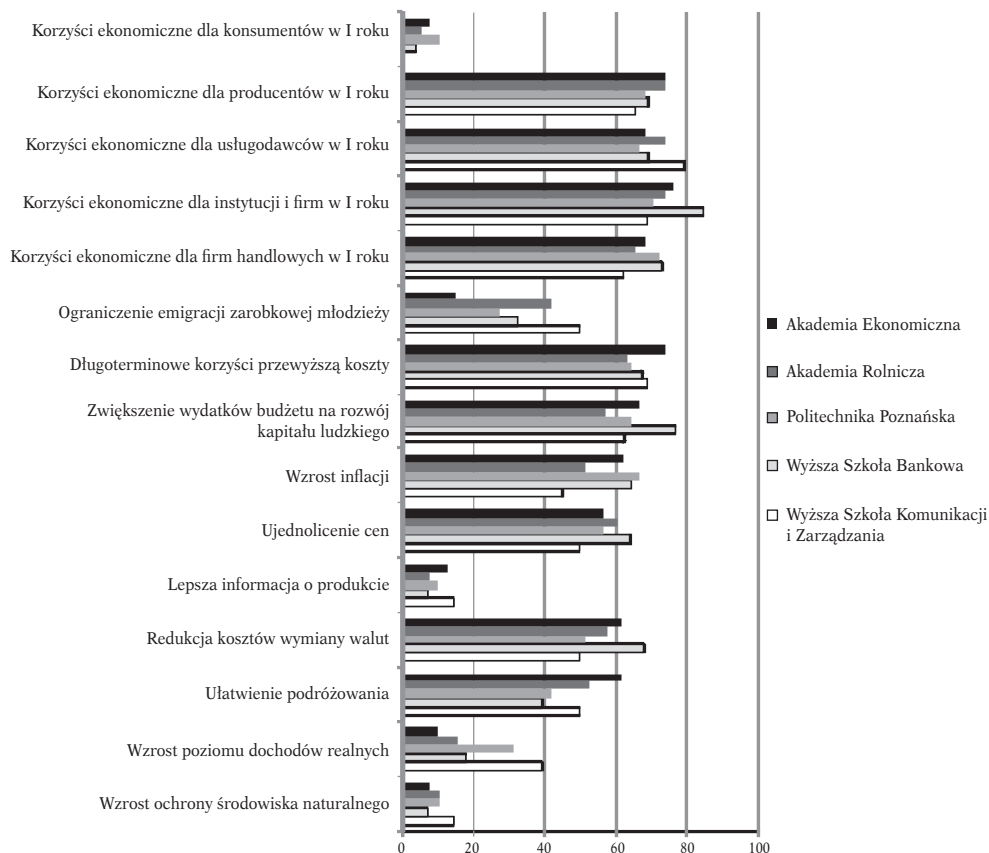 Korzyści ekonomiczne dla konsumentów w I roku
Korzyści ekonomiczne dla producentów w I roku
Korzyści ekonomiczne dla usługodawców w I roku
Korzyści ekonomiczne dla instytucji i firm w I roku
Korzyści ekonomiczne dla firm handlowych w I roku
Ograniczenie emigracji zarobkowej młodzieży
Długoterminowe korzyści przewyższą koszty
Zwiększenie wydatków budżetu na rozwój
kapitału ludzkiego
Wzrost inflacji
Ujednolicenie cen
Lepsza informacja o produkcie
Redukcja kosztów wymiany walut
Ułatwienie podróżowania
Wzrost poziomu dochodów realnych
Wzrost ochrony środowiska naturalnego
0 20 40 60 80 100
Akademia Ekonomiczna
Akademia Rolnicza
Politechnika Poznańska
Wyższa Szkoła Bankowa
Wyższa Szkoła Komunikacji
i Zarządzania